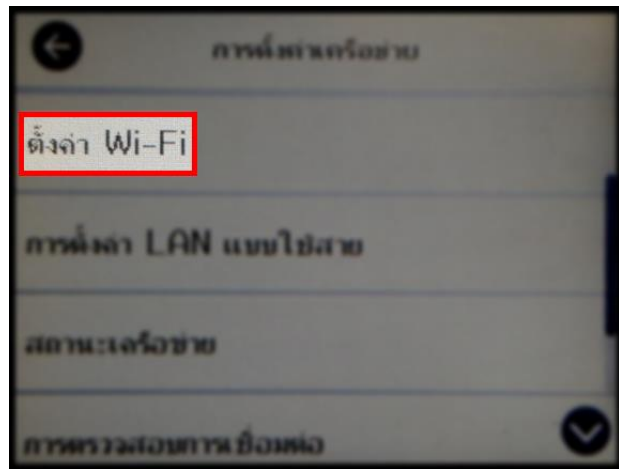 การตั้งค่าเครือข่าย
ตั้งค่า Wi-Fi
การตั้งค่า LAN แบบใช้สาย
สถานะเครือข่าย
การตรวจสอบการเชื่อมต่อ